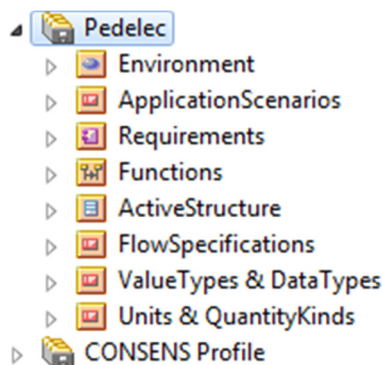 Pedelec
Environment
ApplicationScenarios
Requirements
Functions
ActiveStructure
FlowSpecifications
ValueTypes & DataTypes
Units & QuantityKinds
CONSENS Profile